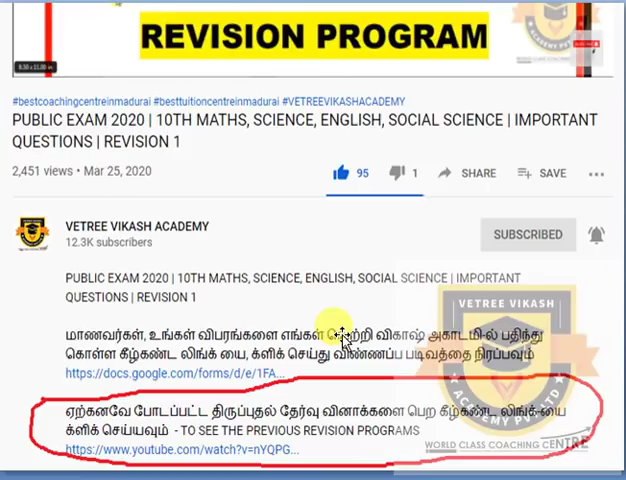 REVISION PROGRAM
8.50 x 11.00 in
#bestcoachingcentreinmadurai #besttuitioncentreinmadurai #VETREEVIKASHACADEMY
PUBLIC EXAM 2020 | 10TH MATHS, SCIENCE, ENGLISH, SOCIAL SCIENCE | IMPORTANT
QUESTIONS | REVISION 1
2,451 views • Mar 25, 2020
95
1
SHARE
SAVE
VETREE VIKASH ACADEMY
12.3K subscribers
SUBSCRIBED
PUBLIC EXAM 2020 | 10TH MATHS, SCIENCE, ENGLISH, SOCIAL SCIENCE | IMPORTANT
QUESTIONS | REVISION 1
மாணவர்கள், உங்கள் விபரங்களை எங்கள் வெற்றி விகாஷ் அகாடமி-ல் பதிந்து
கொள்ள கீழ்கண்ட லிங்க் யை, க்ளிக் செய்து விண்ணப்ப படிவத்தை நிரப்பவும்
https://docs.google.com/forms/d/e/1FA...
ஏற்கனவே போடப்பட்ட திருப்புதல் தேர்வு வினாக்களை பெற கீழ்கண்ட லிங்க்-யை
க்ளிக் செய்யவும் - TO SEE THE PREVIOUS REVISION PROGRAMS
https://www.youtube.com/watch?v=nYQPG...
VETREE VIKASH
ACADEMY PVT LTD
WORLD CLASS COACHING CENTRE